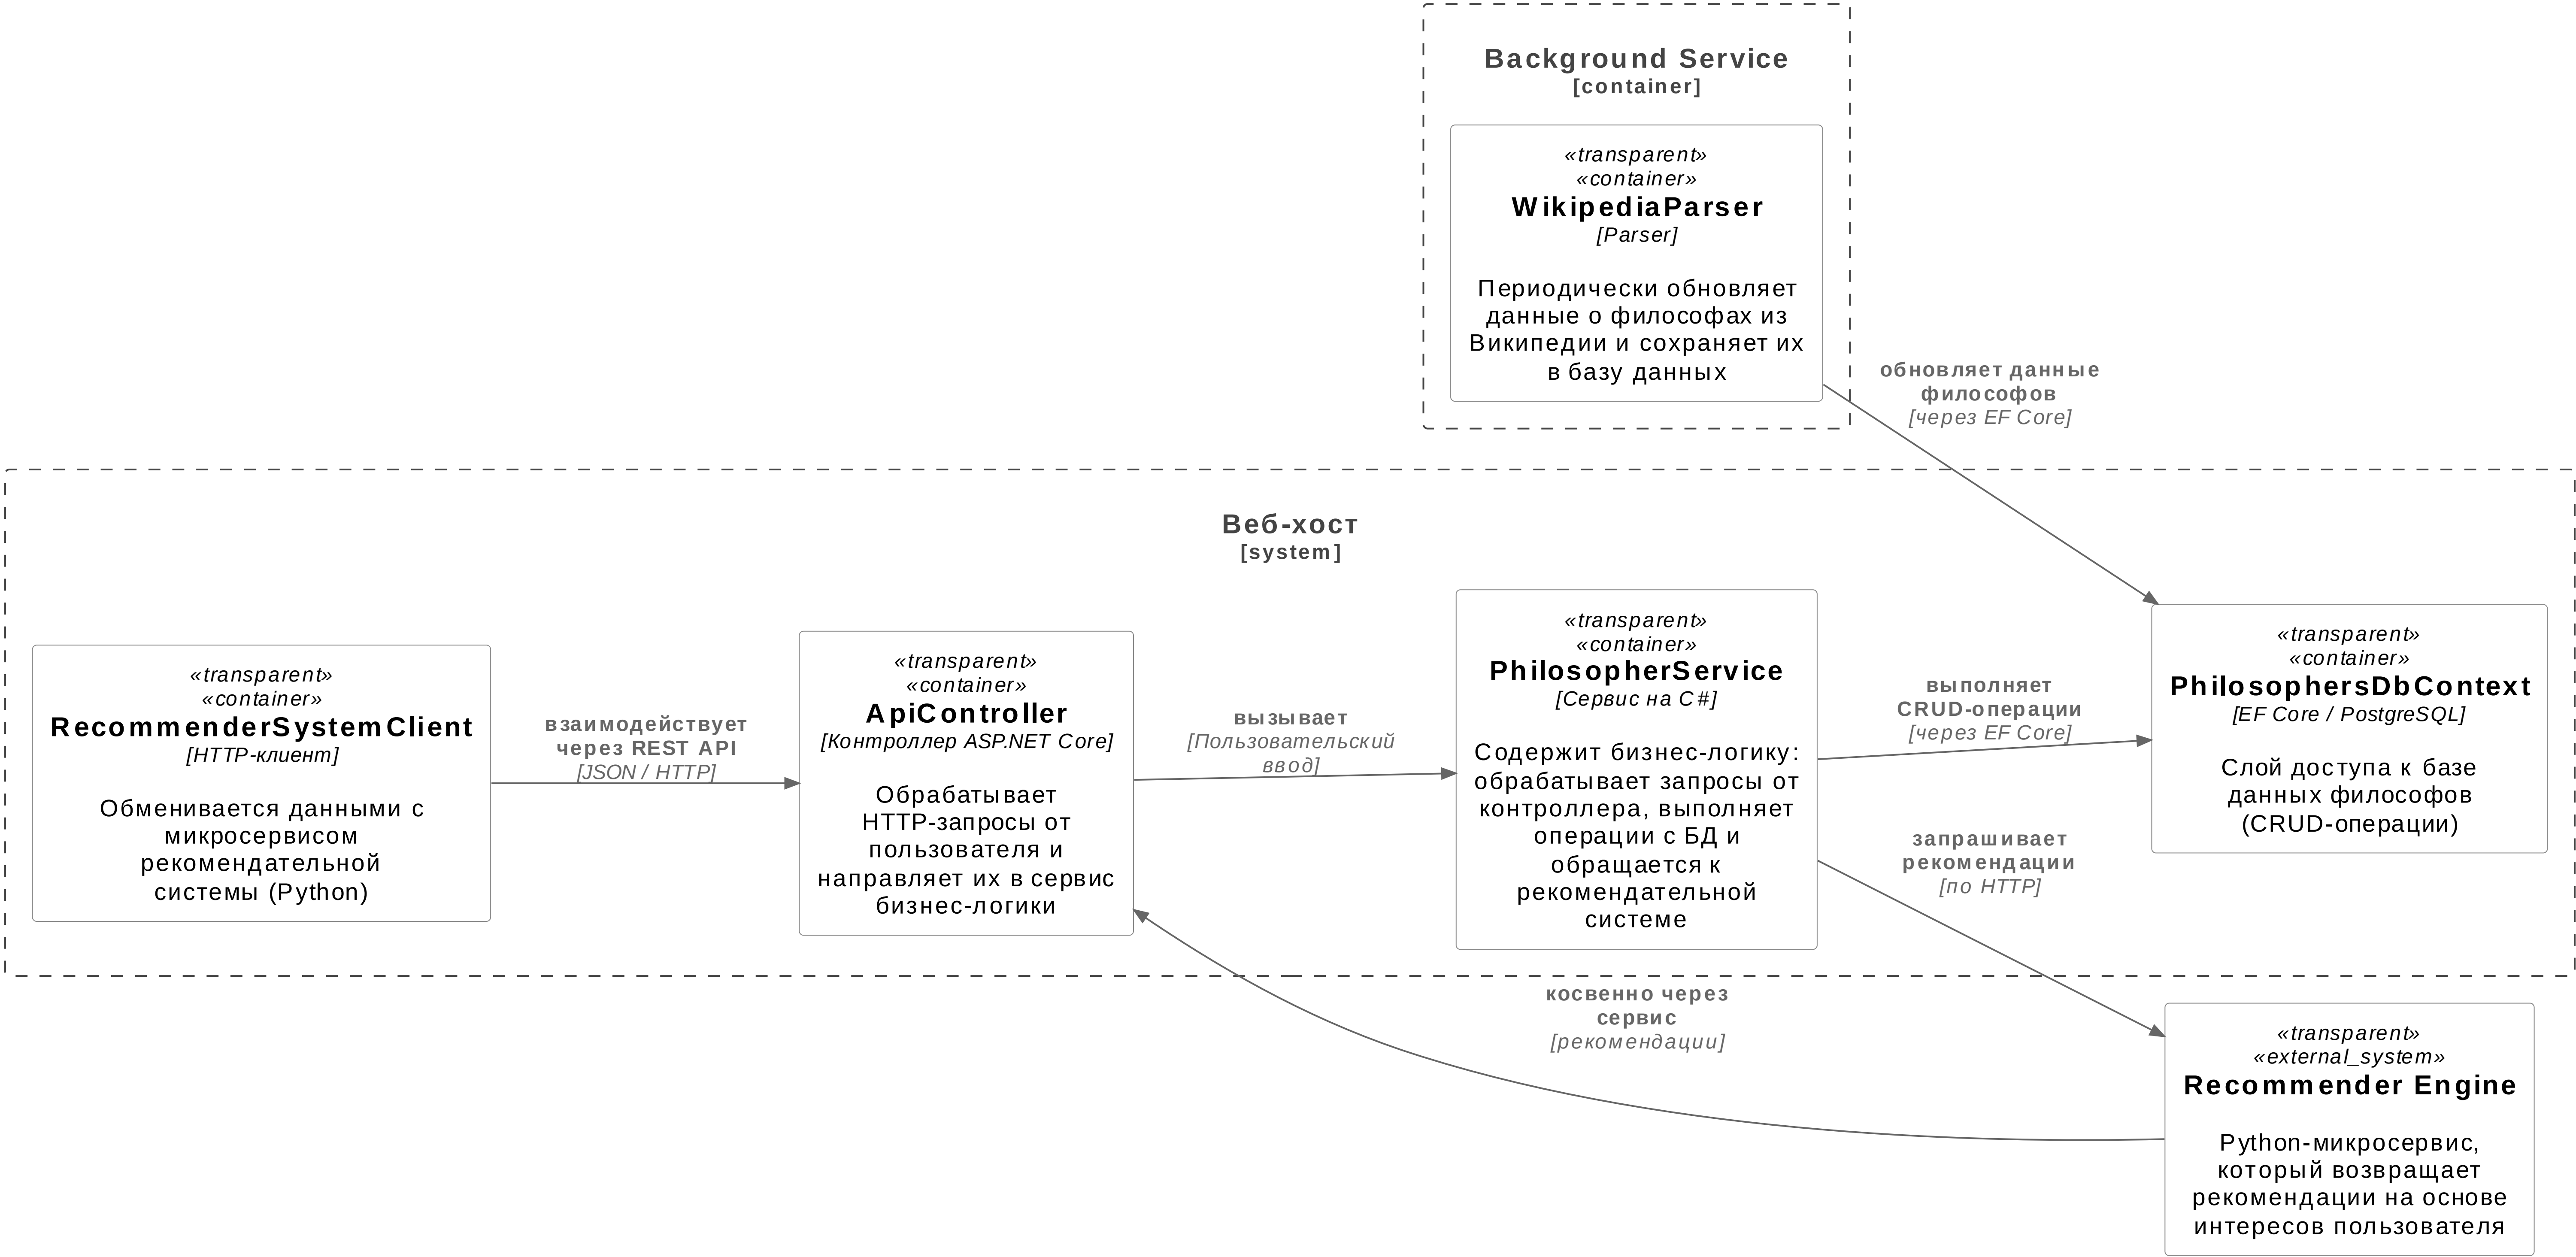 Background Service
[container]
«transparent»
«container»
WikipediaParser
[Parser]
Периодически обновляет
данные о философах из
Википедии и сохраняет их
в базу данных
обновляет данные
философов
[через EF Core]
Веб-хост
[system]
«transparent»
«container»
RecommenderSystemClient
[HTTP-клиент]
Обменивается данными с
микросервисом
рекомендательной
системы (Python)
взаимодействует
через REST API
[JSON / HTTP]
«transparent»
«container»
ApiController
[Контроллер ASP.NET Core]
Обрабатывает
HTTP-запросы от
пользователя и
направляет их в сервис
бизнес-логики
вызывает
[Пользовательский
ввод]
«transparent»
«container»
PhilosopherService
[Сервис на C#]
Содержит бизнес-логику:
обрабатывает запросы от
контроллера, выполняет
операции с БД и
обращается к
рекомендательной
системе
выполняет
CRUD-операции
[через EF Core]
«transparent»
«container»
PhilosophersDbContext
[EF Core / PostgreSQL]
Слой доступа к базе
данных философов
(CRUD-операции)
запрашивает
рекомендации
[по HTTP]
косвенно через
сервис
[рекомендации]
«transparent»
«external_system»
Recommender Engine
Python-микросервис,
который возвращает
рекомендации на основе
интересов пользователя